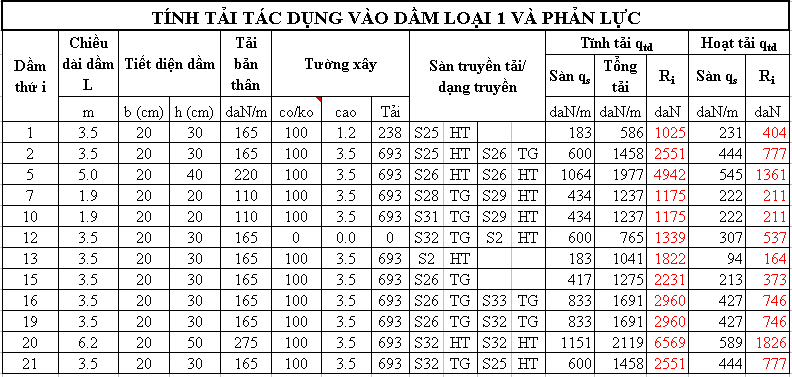 TÍNH TẢI TÁC DỤNG VÀO DẦM LOẠI 1 VÀ PHẢN LỰC
Dầm thứ i Chiều dài dầm L Tiết diện dầm Tải bản thân Tường xây Sàn truyền tải/ dạng truyền Tĩnh tải qtd Hoạt tải qtd
Sàn qs Tổng tải Ri Sàn qs Ri
m b (cm) h (cm) daN/m co/ko cao Tải daN/m daN/m daN daN/m daN
1 3.5 20 30 165 100 1.2 238 S25 HT 183 586 1025 231 404
2 3.5 20 30 165 100 3.5 693 S25 HT S26 TG 600 1458 2551 444 777
5 5.0 20 40 220 100 3.5 693 S26 HT S26 HT 1064 1977 4942 545 1361
7 1.9 20 20 110 100 3.5 693 S28 TG S29 HT 434 1237 1175 222 211
10 1.9 20 20 110 100 3.5 693 S31 TG S29 HT 434 1237 1175 222 211
12 3.5 20 30 165 0 0.0 0 S32 TG S2 HT 600 765 1339 307 537
13 3.5 20 30 165 100 3.5 693 S2 HT 183 1041 1822 94 164
15 3.5 20 30 165 100 3.5 693 S26 TG 417 1275 2231 213 373
16 3.5 20 30 165 100 3.5 693 S26 TG S33 TG 833 1691 2960 427 746
19 3.5 20 30 165 100 3.5 693 S26 TG S32 TG 833 1691 2960 427 746
20 6.2 20 50 275 100 3.5 693 S32 HT S32 HT 1151 2119 6569 589 1826
21 3.5 20 30 165 100 3.5 693 S32 TG S25 HT 600 1458 2551 444 777